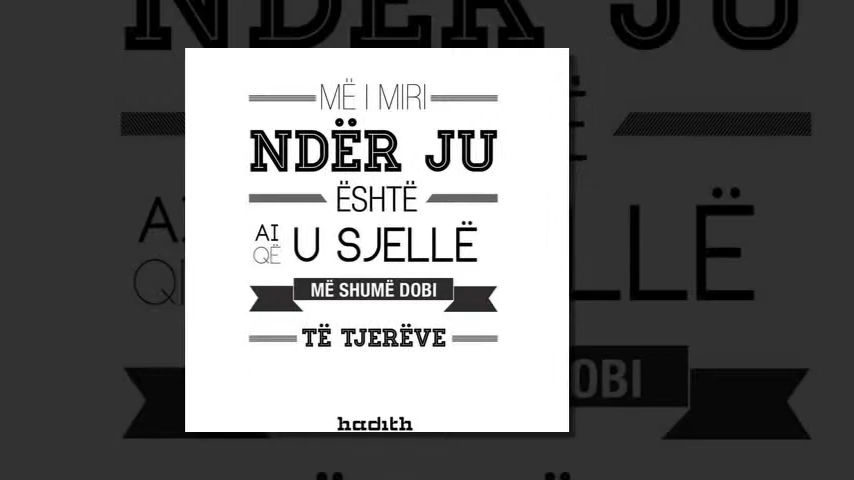 MË I MIRI
NDËR JU
ËSHTË
AI
QË
U SJELLË
MË SHUMË DOBI
TË TJERËVE
hadith